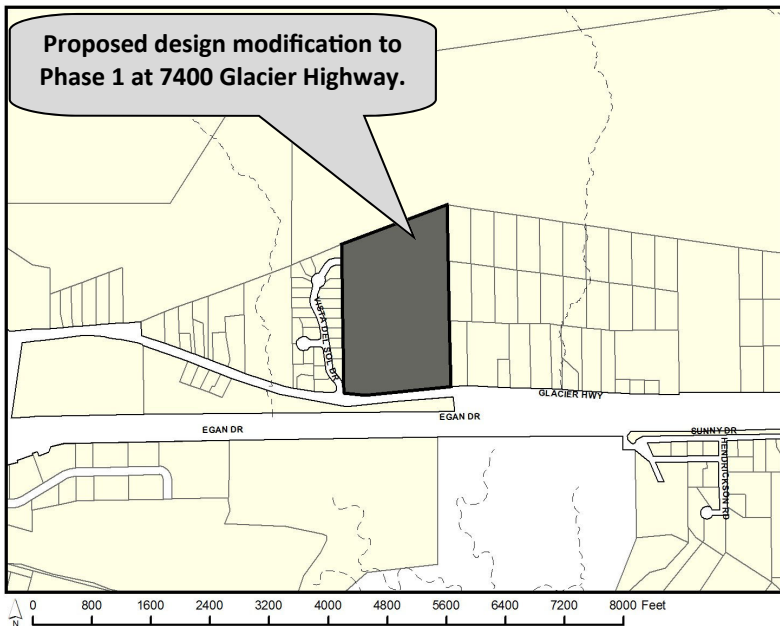 Proposed design modification to
Phase 1 at 7400 Glacier Highway.
VISTA DEL SOL DR
GLACIER HWY
EGAN DR
EGAN DR
SUNNY DR
HENDRICKSON RD
N
0 800 1600 2400 3200 4000 4800 5600 6400 7200 8000 Feet